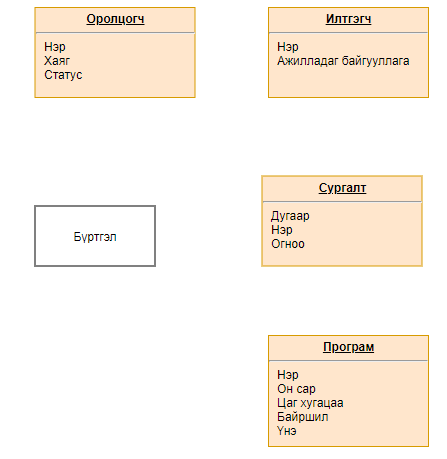 Оролцогч
Нэр
Хаяг
Статус
Илтгэгч
Нэр
Ажилладаг байгууллага
Бүртгэл
Сургалт
Дугаар
Нэр
Огноо
Програм
Нэр
Он сар
Цаг хугацаа
Байршил
Үнэ